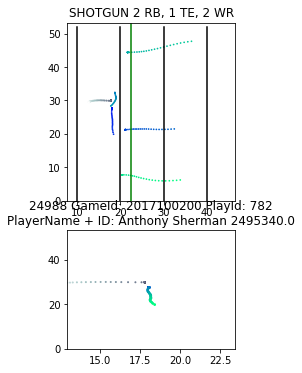 SHOTGUN 2 RB, 1 TE, 2 WR
50
40
30
20
10
0
10 20 30 40
24988 GameId: 2017100200 PlayId: 782
PlayerName + ID: Anthony Sherman 2495340.0
40
20
0
15.0 17.5 20.0 22.5